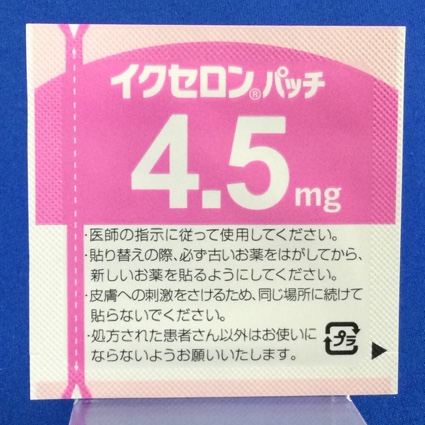 イクセロン®パッチ
4.5mg
・医師の指示に従って使用してください。
・貼り替えの際、必ず古いお薬をはがしてから、
新しいお薬を貼るようにしてください。
・皮膚への刺激をさけるため、同じ場所に続けて
貼らないでください。
・処方された患者さん以外はお使いに
ならないようお願いいたします。
プラ